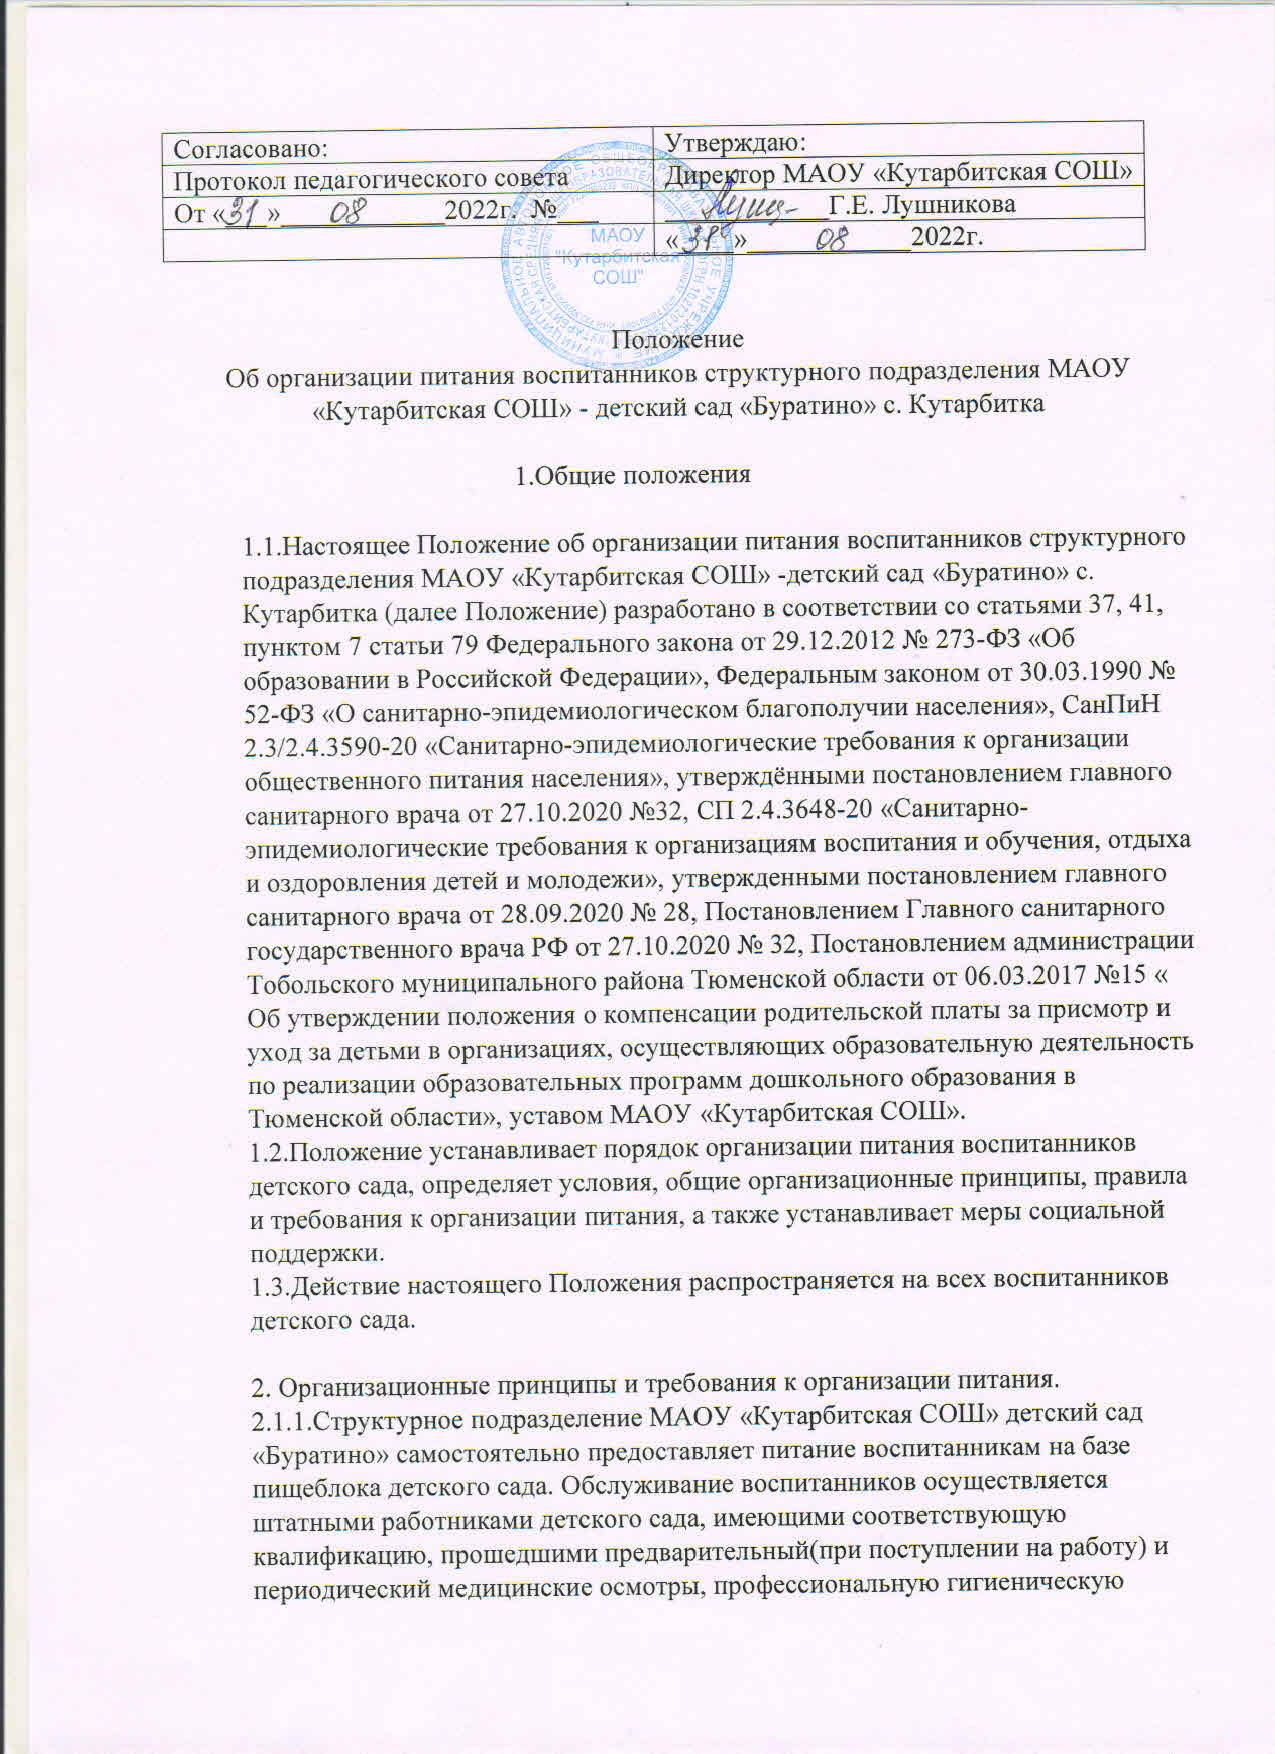 Согласовано:
Утверждаю:
Протокол педагогического совета
Директор МАОУ «Кутарбитская СОШ»
От «31» 08 2022г. №___
____________Г.Е. Лушникова
«31»____08____2022г.
МАОУ
"Кутарбитская
СОШ"
Положение
Об организации питания воспитанников структурного подразделения МАОУ
«Кутарбитская СОШ» - детский сад «Буратино» с. Кутарбитка
1.Общие положения
1.1.Настоящее Положение об организации питания воспитанников структурного
подразделения МАОУ «Кутарбитская СОШ» -детский сад «Буратино» с.
Кутарбитка (далее Положение) разработано в соответствии со статьями 37, 41,
пунктом 7 статьи 79 Федерального закона от 29.12.2012 № 273-ФЗ «Об
образовании в Российской Федерации», Федеральным законом от 30.03.1990 №
52-ФЗ «О санитарно-эпидемиологическом благополучии населения», СанПиН
2.3/2.4.3590-20 «Санитарно-эпидемиологические требования к организации
общественного питания населения», утверждёнными постановлением главного
санитарного врача от 27.10.2020 №32, СП 2.4.3648-20 «Санитарно-
эпидемиологические требования к организациям воспитания и обучения, отдыха
и оздоровления детей и молодежи», утвержденными постановлением главного
санитарного врача от 28.09.2020 № 28, Постановлением Главного санитарного
государственного врача РФ от 27.10.2020 № 32, Постановлением администрации
Тобольского муниципального района Тюменской области от 06.03.2017 №15 «
Об утверждении положения о компенсации родительской платы за присмотр и
уход за детьми в организациях, осуществляющих образовательную деятельность
по реализации образовательных программ дошкольного образования в
Тюменской области», уставом МАОУ «Кутарбитская СОШ».
1.2.Положение устанавливает порядок организации питания воспитанников
детского сада, определяет условия, общие организационные принципы, правила
и требования к организации питания, а также устанавливает меры социальной
поддержки.
1.3.Действие настоящего Положения распространяется на всех воспитанников
детского сада.
2. Организационные принципы и требования к организации питания.
2.1.1.Структурное подразделение МАОУ «Кутарбитская СОШ» детский сад
«Буратино» самостоятельно предоставляет питание воспитанникам на базе
пищеблока детского сада. Обслуживание воспитанников осуществляется
штатными работниками детского сада, имеющими соответствующую
квалификацию, прошедшими предварительный(при поступлении на работу) и
периодический медицинские осмотры, профессиональную гигиеническую